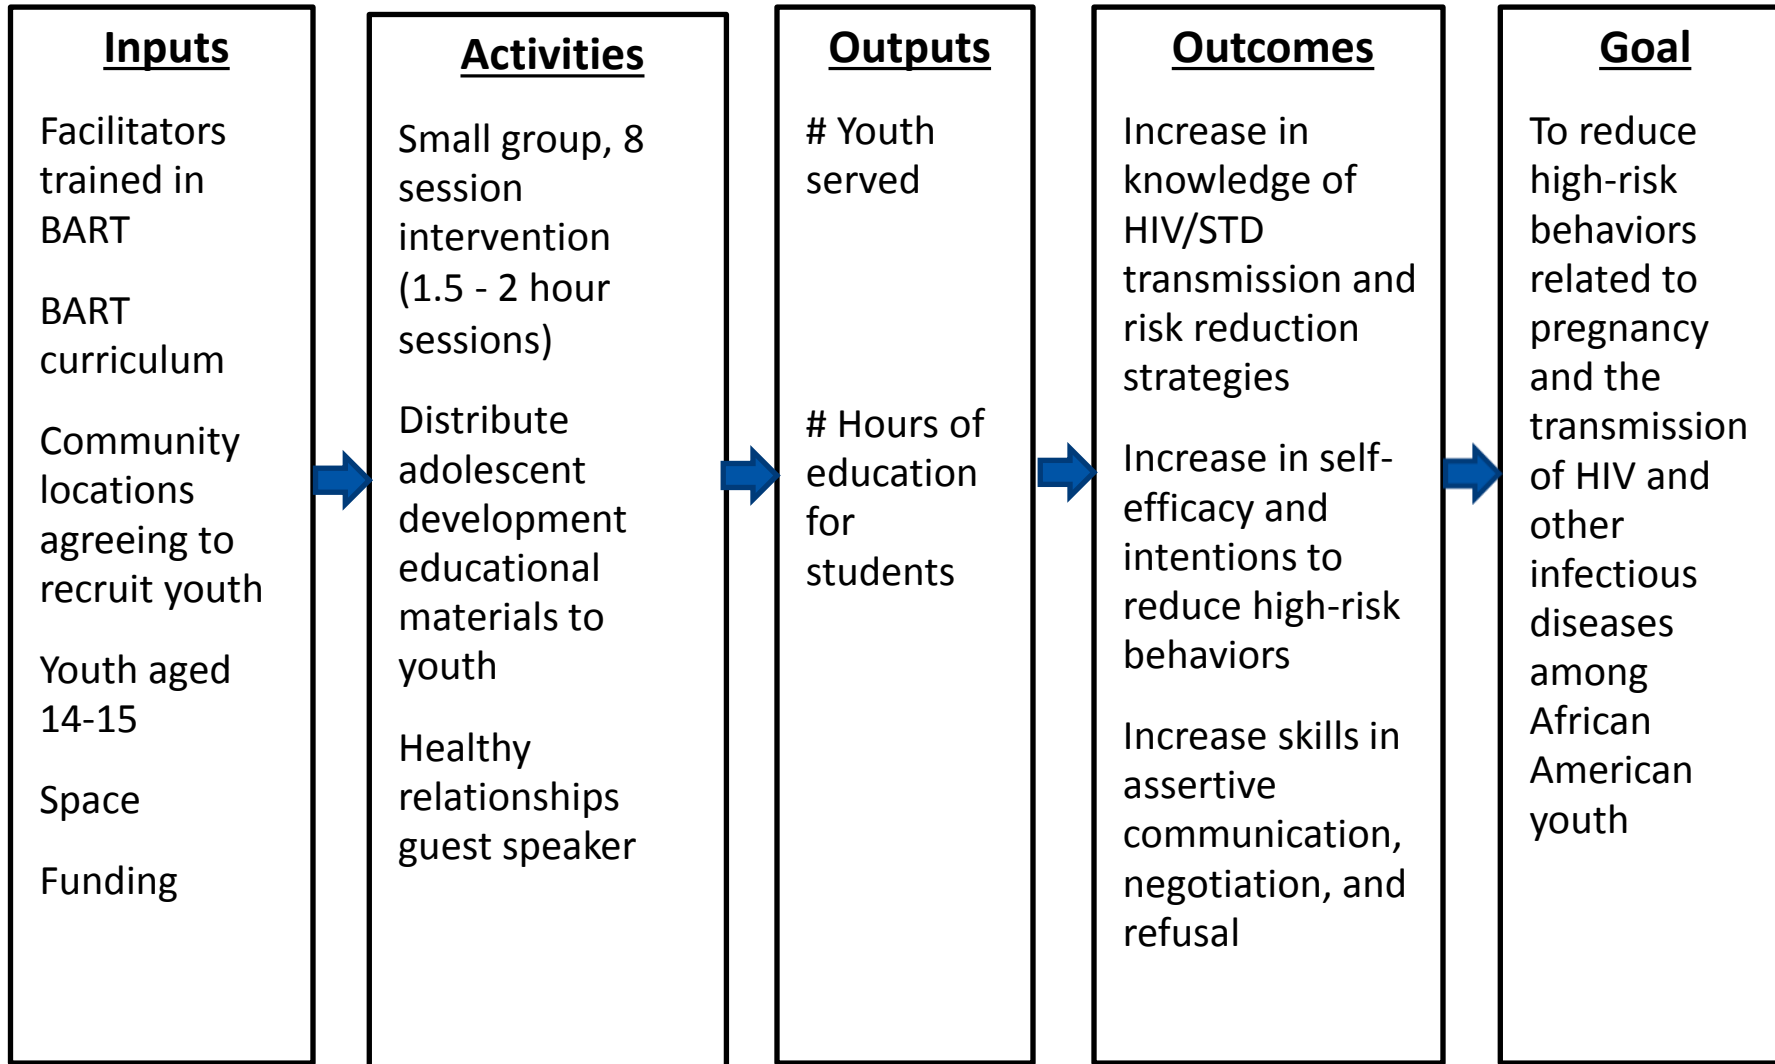 Inputs
Facilitators
trained in
BART
BART
curriculum
Community
locations
agreeing to
recruit youth
Youth aged
14-15
Space
Funding
Activities
Small group, 8
session
intervention
(1.5 - 2 hour
sessions)
Distribute
adolescent
development
educational
materials to
youth
Healthy
relationships
guest speaker
Outputs
# Youth
served
# Hours of
education
for
students
Outcomes
Increase in
knowledge of
HIV/STD
transmission and
risk reduction
strategies
Increase in self-
efficacy and
intentions to
reduce high-risk
behaviors
Increase skills in
assertive
communication,
negotiation, and
refusal
Goal
To reduce
high-risk
behaviors
related to
pregnancy
and the
transmission
of HIV and
other
infectious
diseases
among
African
American
youth